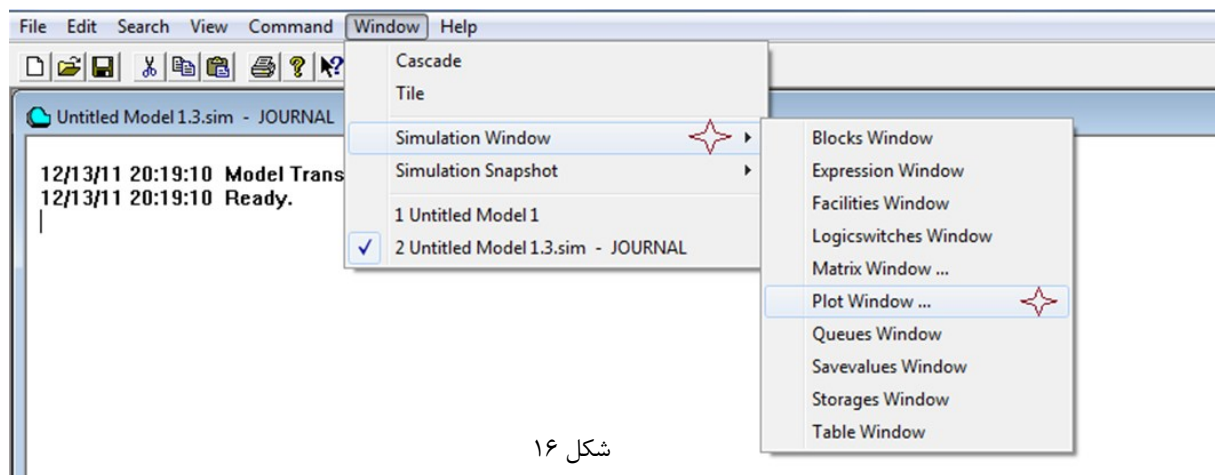 File Edit Search View Command Window Help
Untitled Model 1.3.sim - JOURNAL
12/13/11 20:19:10 Model Trans
12/13/11 20:19:10 Ready.
Cascade
Tile
Simulation Window
Simulation Snapshot
1 Untitled Model 1
2 Untitled Model 1.3.sim - JOURNAL
Blocks Window
Expression Window
Facilities Window
Logicswitches Window
Matrix Window ...
Plot Window ...
Queues Window
Savevalues Window
Storages Window
Table Window
شکل ۱۶